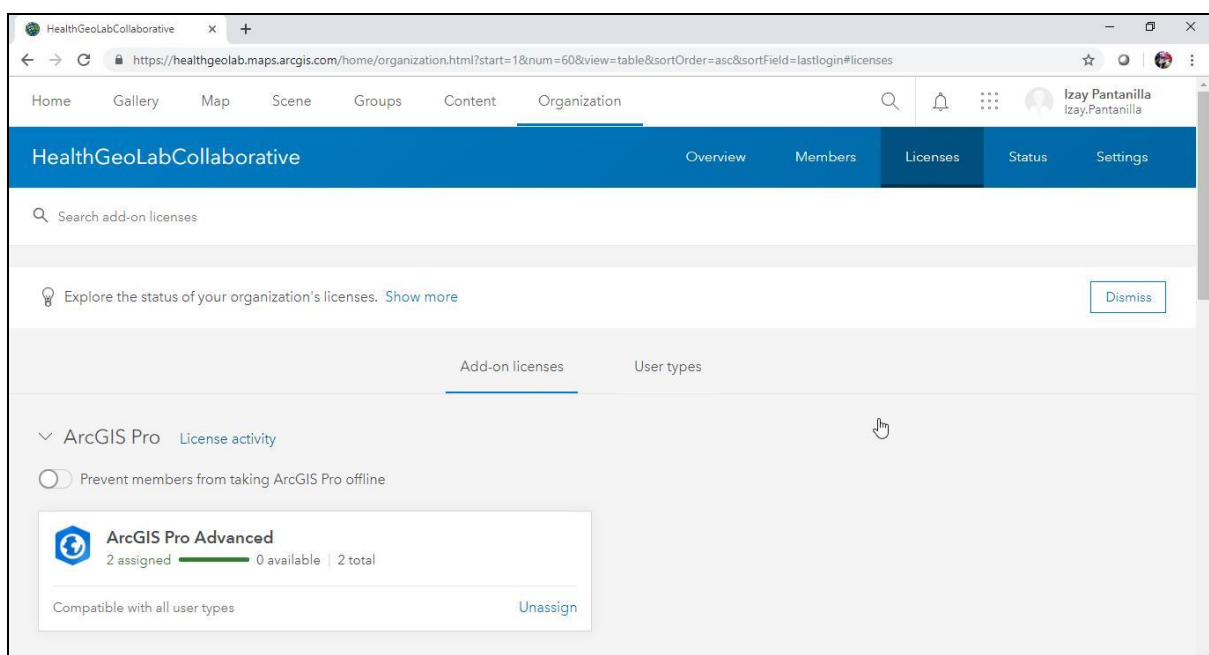 HealthGeoLabCollaborative
https://healthgeolab.maps.arcgis.com/home/organization.html?start=1&num=60&view=table&sortOrder=asc&sortField=lastlogin#licenses
Home Gallery Map Scene Groups Content Organization Izay Pantanilla
Izay.Pantanilla
HealthGeoLabCollaborative Overview Members Licenses Status Settings
Search add-on licenses
Explore the status of your organization's licenses. Show more Dismiss
Add-on licenses User types
ArcGIS Pro License activity
Prevent members from taking ArcGIS Pro offline
ArcGIS Pro Advanced
2 assigned 0 available | 2 total
Compatible with all user types Unassign